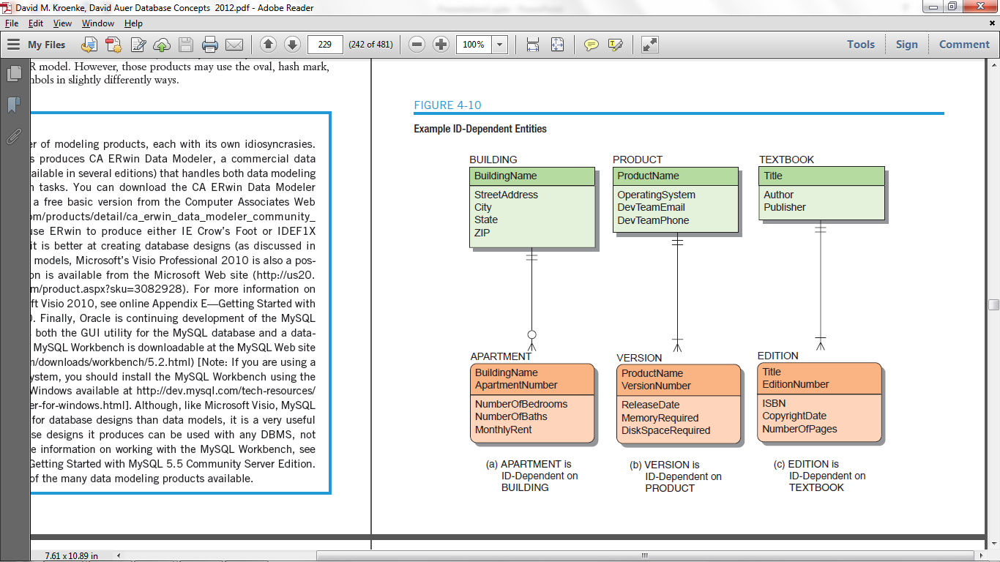 David M. Kroenke, David Auer Database Concepts  2012.pdf - Adobe Reader
File Edit View Window Help
My Files 229 (242 of 481) 100% Tools Sign Comment
R model. However, those products may use the oval, hash mark,
mbols in slightly differently ways.
er of modeling products, each with its own idiosyncrasies.
s produces CA ERwin Data Modeler, a commercial data
vailable in several editions) that handles both data modeling
n tasks. You can download the CA ERwin Data Modeler
a free basic version from the Computer Associates Web
om/products/detail/ca_erwin_data_modeler_community_
use ERwin to produce either IE Crow's Foot or IDEF1X
it is better at creating database designs (as discussed in
models, Microsoft's Visio Professional 2010 is also a pos-
on is available from the Microsoft Web site (http://us20.
m/product.aspx?sku=3082928). For more information on
ft Visio 2010, see online Appendix E—Getting Started with
0. Finally, Oracle is continuing development of the MySQL
both the GUI utility for the MySQL database and a data-
MySQL Workbench is downloadable at the MySQL Web site
m/downloads/workbench/5.2.html) [Note: If you are using a
system, you should install the MySQL Workbench using the
Windows available at http://dev.mysql.com/tech-resources/
er-for-windows.html]. Although, like Microsoft Visio, MySQL
for database designs than data models, it is a very useful
se designs it produces can be used with any DBMS, not
e information on working with the MySQL Workbench, see
Getting Started with MySQL 5.5 Community Server Edition.
of the many data modeling products available.
FIGURE 4-10
Example ID-Dependent Entities
BUILDING
BuildingName
StreetAddress
City
State
ZIP
APARTMENT
BuildingName
ApartmentNumber
NumberOfBedrooms
NumberOfBaths
MonthlyRent
(a) APARTMENT is
ID-Dependent on
BUILDING
PRODUCT
ProductName
OperatingSystem
DevTeamEmail
DevTeamPhone
VERSION
ProductName
VersionNumber
ReleaseDate
MemoryRequired
DiskSpaceRequired
(b) VERSION is
ID-Dependent on
PRODUCT
TEXTBOOK
Title
Author
Publisher
EDITION
Title
EditionNumber
ISBN
CopyrightDate
NumberOfPages
(c) EDITION is
ID-Dependent on
TEXTBOOK
7.61 x 10.89 in